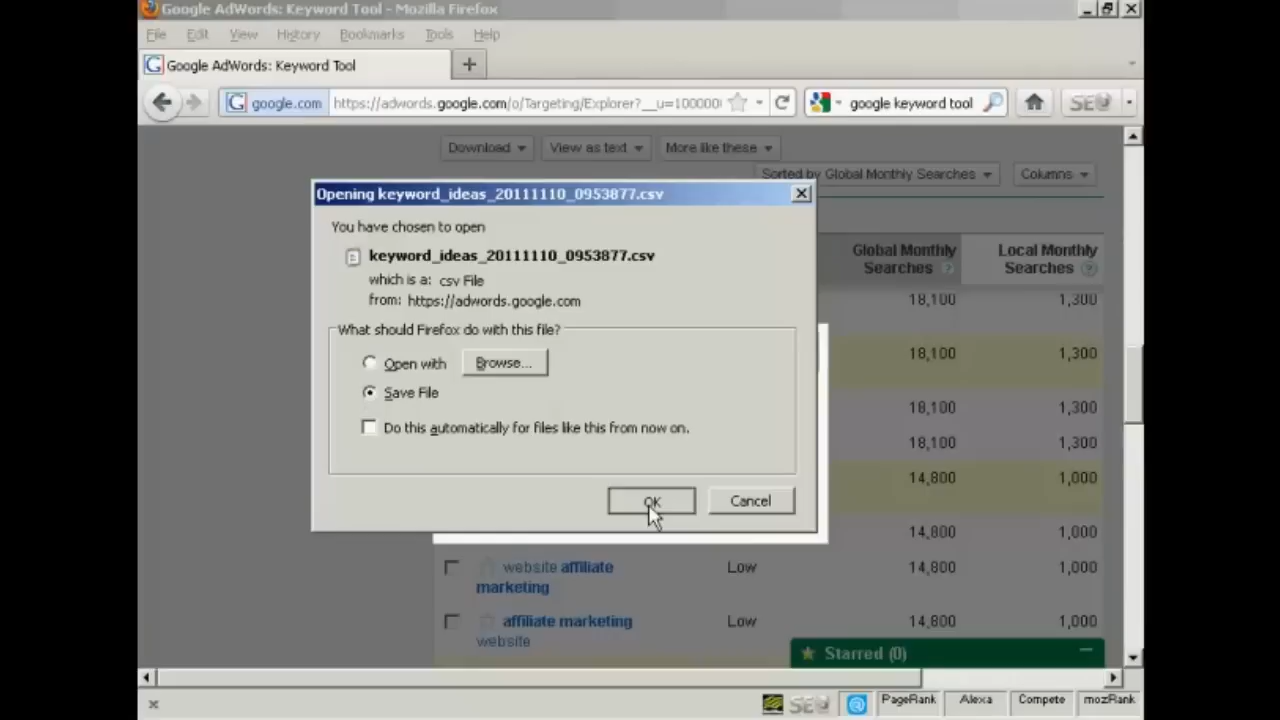 Google AdWords: Keyword Tool - Mozilla Firefox
File Edit View History Bookmarks Tools Help
Google AdWords: Keyword Tool
google.com https://adwords.google.com/o/Targeting/Explorer?__u=100000 google keyword tool
Download View as text More like these
Sorted by Global Monthly Searches Columns
Opening keyword_ideas_20111110_0953877.csv
You have chosen to open
keyword_ideas_20111110_0953877.csv
which is a: csv File
from: https://adwords.google.com
What should Firefox do with this file?
Open with Browse...
Save File
Do this automatically for files like this from now on.
OK Cancel
Global Monthly Searches ? Local Monthly Searches ?
18,100 1,300
18,100 1,300
18,100 1,300
18,100 1,300
14,800 1,000
14,800 1,000
website affiliate marketing Low 14,800 1,000
affiliate marketing website Low 14,800 1,000
Starred (0)
PageRank Alexa Compete mozRank